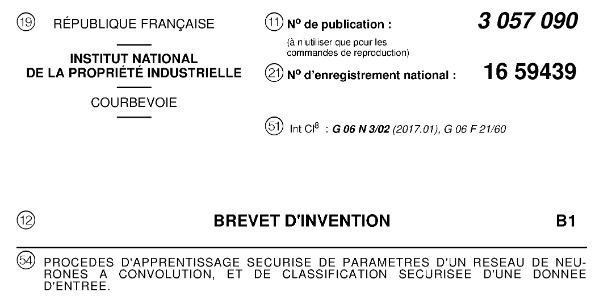 19 RÉPUBLIQUE FRANÇAISE
INSTITUT NATIONAL
DE LA PROPRIÉTÉ INDUSTRIELLE
COURBEVOIE
11 N° de publication : 3 057 090
(à n'utiliser que pour les
commandes de reproduction)
21 N° d'enregistrement national : 16 59439
51 Int Cl8 : G 06 N 3/02 (2017.01), G 06 F 21/60
12 BREVET D'INVENTION B1
54 PROCEDES D'APPRENTISSAGE SECURISE DE PARAMETRES D'UN RESEAU DE NEU-
RONES A CONVOLUTION, ET DE CLASSIFICATION SECURISEE D'UNE DONNEE
D'ENTREE.